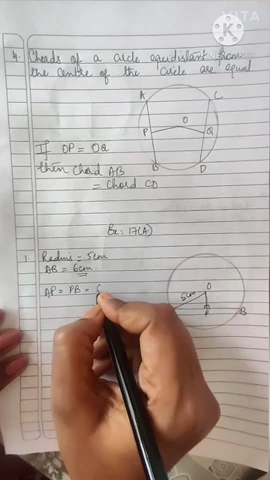 4. Chords of a circle equidistant from
the centre of the circle are equal
A C
O
P Q
B D
If OP = OQ
then Chord AB
= Chord CD
Ex: 17(A)
1. Radius = 5cm
AB = 6cm
AP = PB =
O
5cm
P B